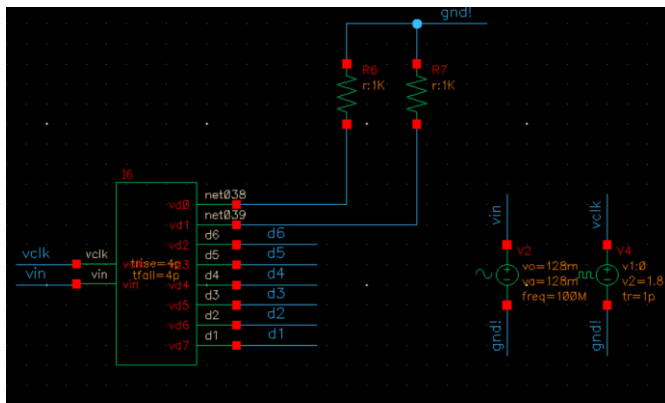 gnd!
R6
r:1K
R7
r:1K
I6
net038
vd0
net039
vd1
d6
vd2
d6
vclk
vclk
trise=4p
d5
vd3
d5
vin
vin
vin
tfall=4p
d4
vd4
d4
d3
vd5
d3
d2
vd6
d2
d1
vd7
d1
vin
V2
vo=128m
va=128m
freq=100M
gnd!
vclk
V4
v1:0
v2=1.8
tr=1p
gnd!